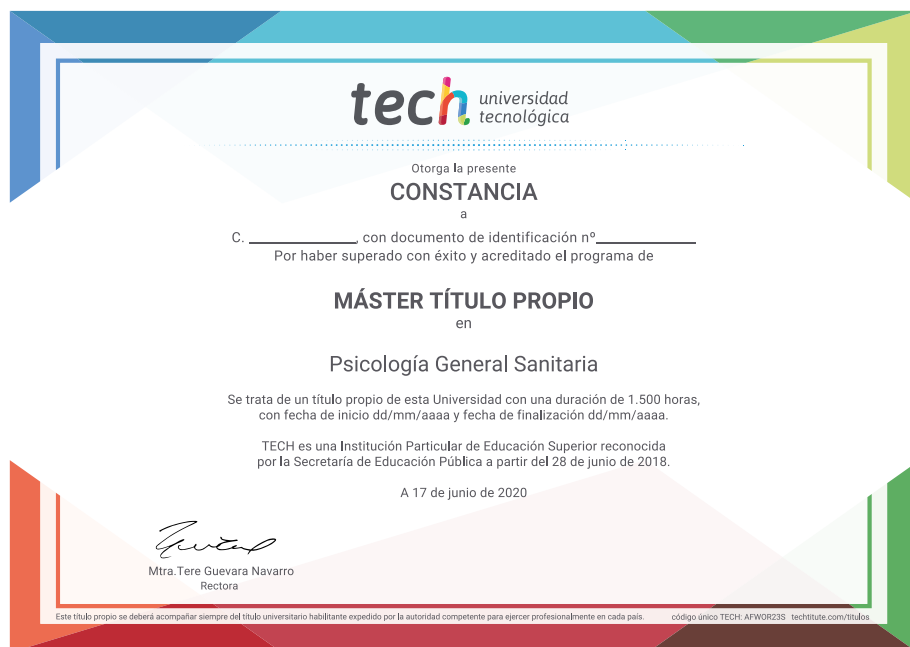 tech universidad
tecnológica
Otorga la presente
CONSTANCIA
a
C. ____________, con documento de identificación nº____________
Por haber superado con éxito y acreditado el programa de
MÁSTER TÍTULO PROPIO
en
Psicología General Sanitaria
Se trata de un título propio de esta Universidad con una duración de 1.500 horas,
con fecha de inicio dd/mm/aaaa y fecha de finalización dd/mm/aaaa.
TECH es una Institución Particular de Educación Superior reconocida
por la Secretaría de Educación Pública a partir del 28 de junio de 2018.
A 17 de junio de 2020
Mtra.Tere Guevara Navarro
Rectora
Este título propio se deberá acompañar siempre del título universitario habilitante expedido por la autoridad competente para ejercer profesionalmente en cada país. código único TECH: AFWOR23S techtitute.com/titulos